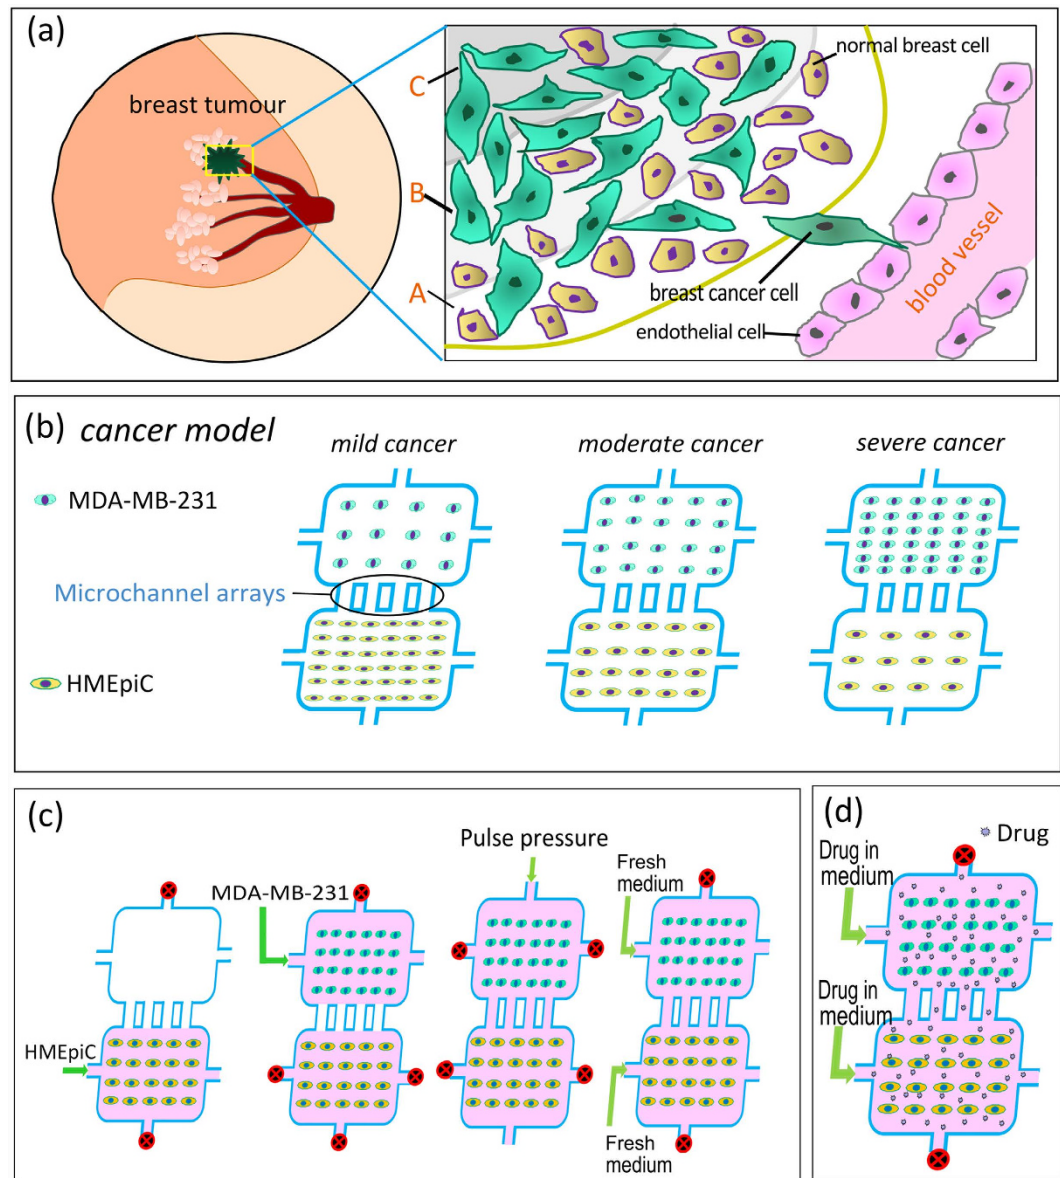 (a)
breast tumour
C
B
A
normal breast cell
breast cancer cell
endothelial cell
blood vessel
(b)
cancer model
mild cancer
moderate cancer
severe cancer
MDA-MB-231
Microchannel arrays
HMEpiC
(c)
HMEpiC
MDA-MB-231
Pulse pressure
Fresh
medium
Fresh
medium
(d)
Drug
Drug in
medium
Drug in
medium